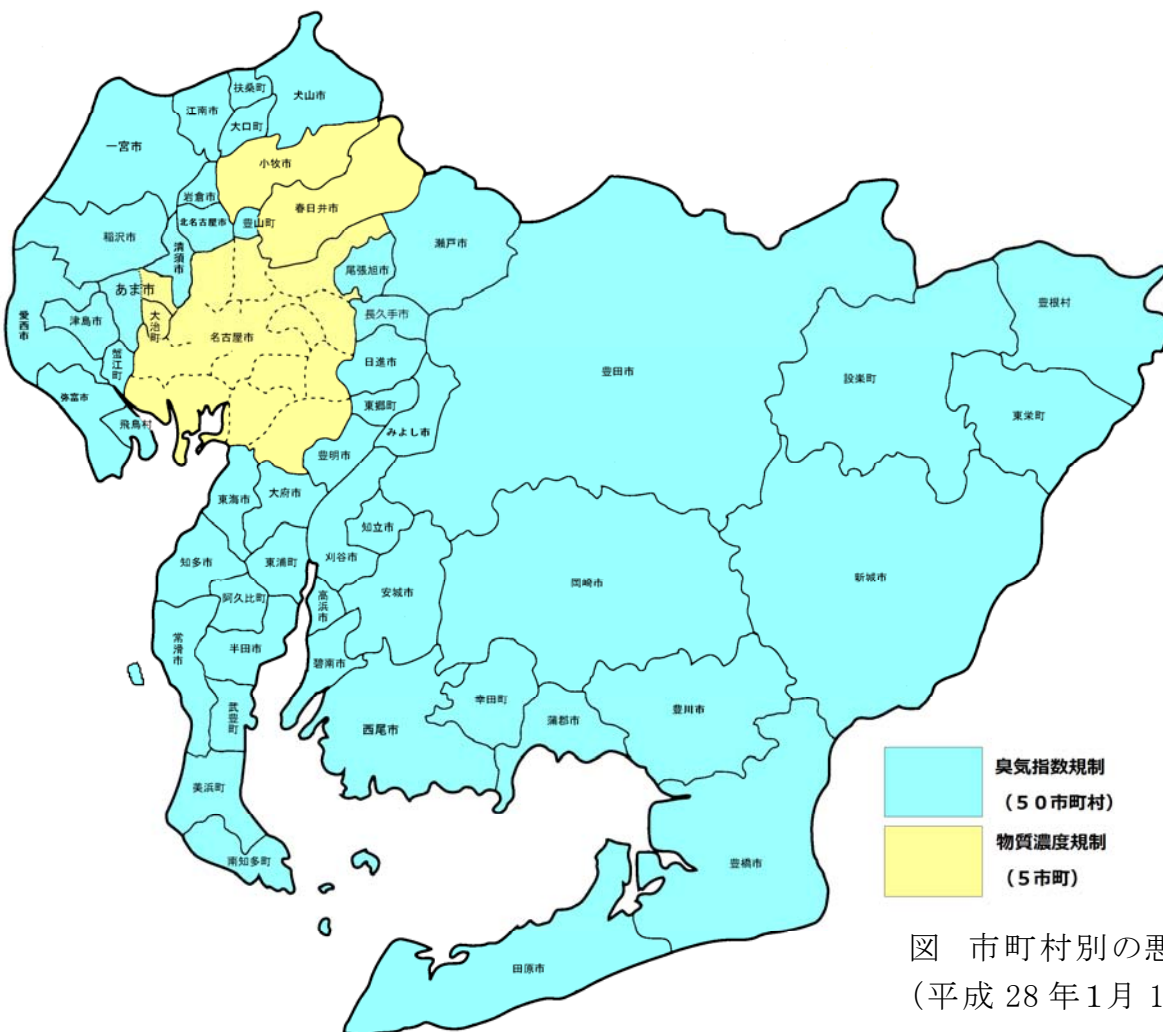 扶桑町
犬山市
江南市
大口町
一宮市
小牧市
岩倉市
春日井市
北名古屋市
豊山町
稲沢市
清須市
瀬戸市
尾張旭市
あま市
豊根村
愛西市
津島市
大治町
長久手市
名古屋市
蟹江町
日進市
豊田市
設楽町
弥富市
東郷町
東栄町
飛島村
みよし市
豊明市
東海市
大府市
知立市
知多市
東浦町
刈谷市
岡崎市
新城市
阿久比町
高浜市
安城市
常滑市
半田市
碧南市
幸田町
武豊町
西尾市
蒲郡市
豊川市
美浜町
南知多町
豊橋市
田原市
臭気指数規制
(50市町村)
物質濃度規制
(5市町)
図 市町村別の悪
(平成 28 年1月 1